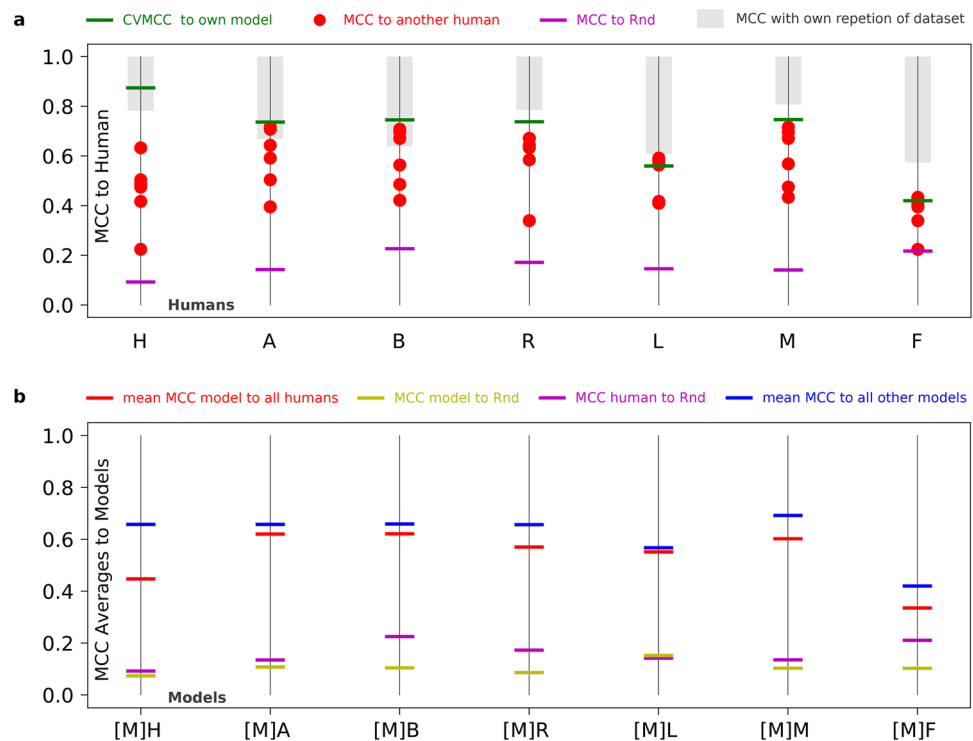 a
CVMCC to own model
MCC to another human
MCC to Rnd
MCC with own repetion of dataset
MCC to Human
1.0
0.8
0.6
0.4
0.2
0.0
Humans
H A B R L M F
b
mean MCC model to all humans
MCC model to Rnd
MCC human to Rnd
mean MCC to all other models
MCC Averages to Models
1.0
0.8
0.6
0.4
0.2
0.0
Models
[M]H [M]A [M]B [M]R [M]L [M]M [M]F